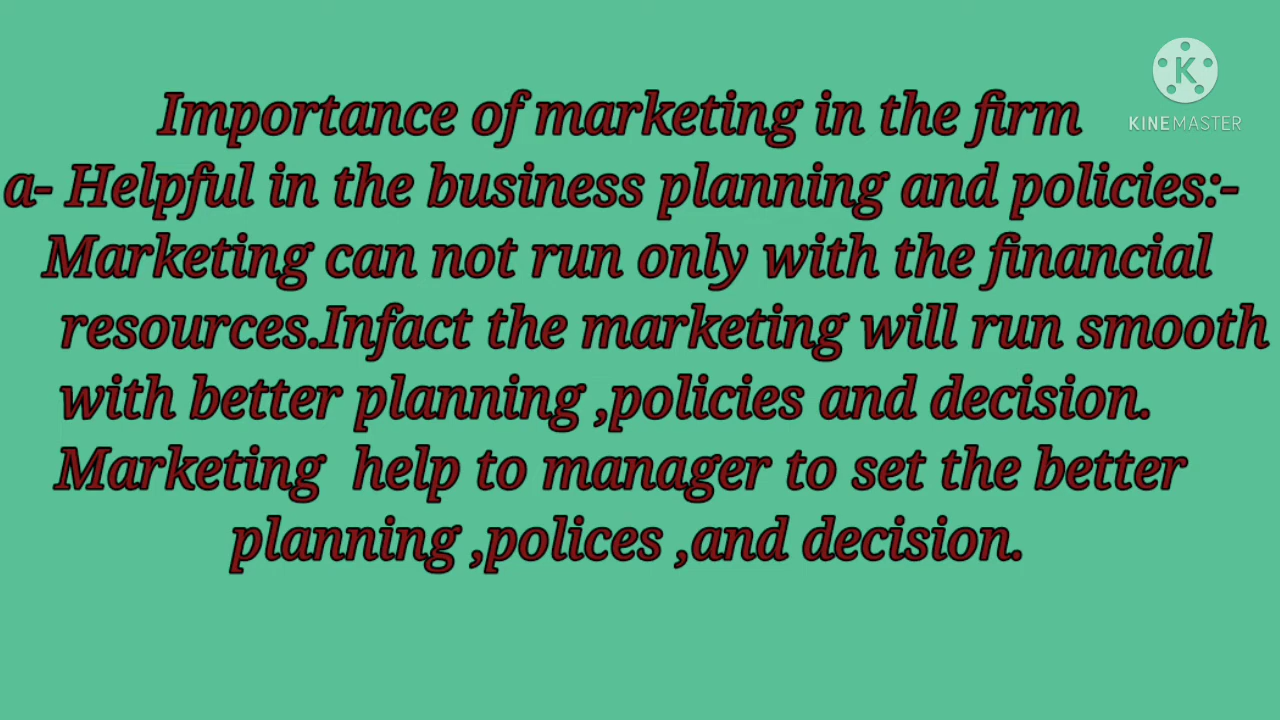 Importance of marketing in the firm
a- Helpful in the business planning and policies:-
Marketing can not run only with the financial
resources.Infact the marketing will run smooth
with better planning ,policies and decision.
Marketing  help to manager to set the better
planning ,polices ,and decision.
K
KINEMASTER